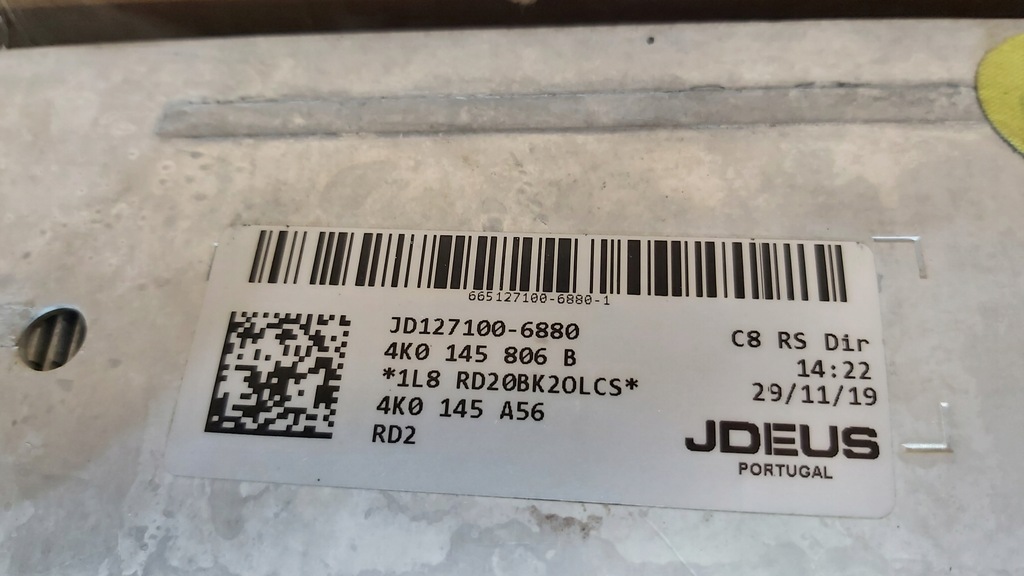 665127100-6880-1
JD127100-6880
4K0 145 806 B
*1L8 RD20BK2OLCS*
4K0 145 A56
RD2
C8 RS Dir
14:22
29/11/19
JDEUS
PORTUGAL